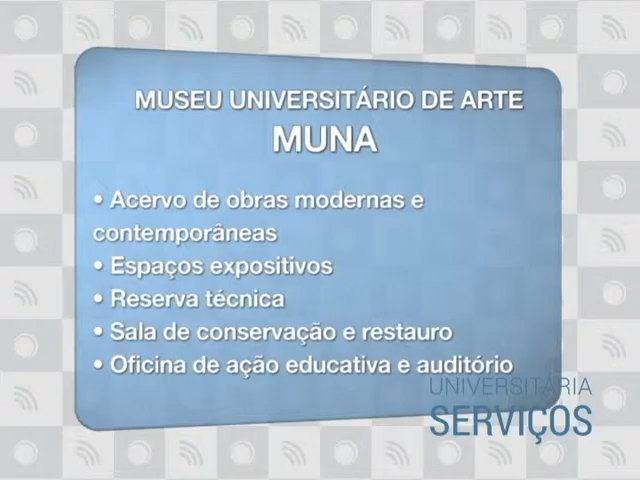 MUSEU UNIVERSITÁRIO DE ARTE
MUNA
• Acervo de obras modernas e
contemporâneas
• Espaços expositivos
• Reserva técnica
• Sala de conservação e restauro
• Oficina de ação educativa e auditório
UNIVERSITÁRIA
SERVIÇOS